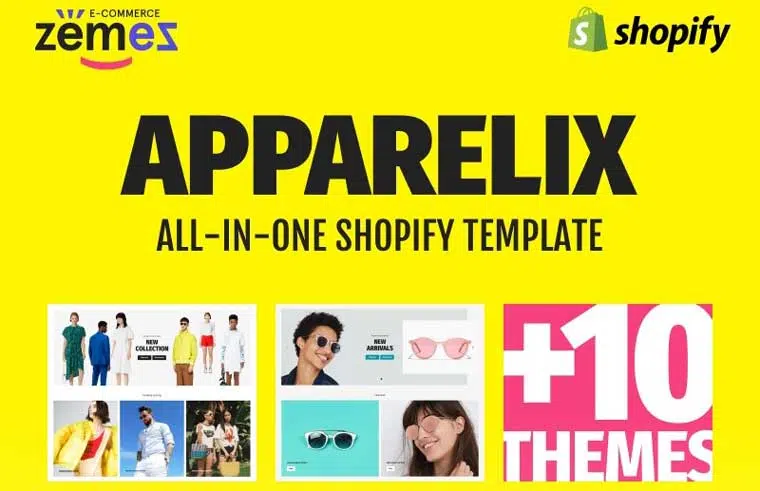 E-COMMERCE
zemez
shopify
APPARELIX
ALL-IN-ONE SHOPIFY TEMPLATE
NEW
COLLECTION
NEW
ARRIVALS
+10
THEMES